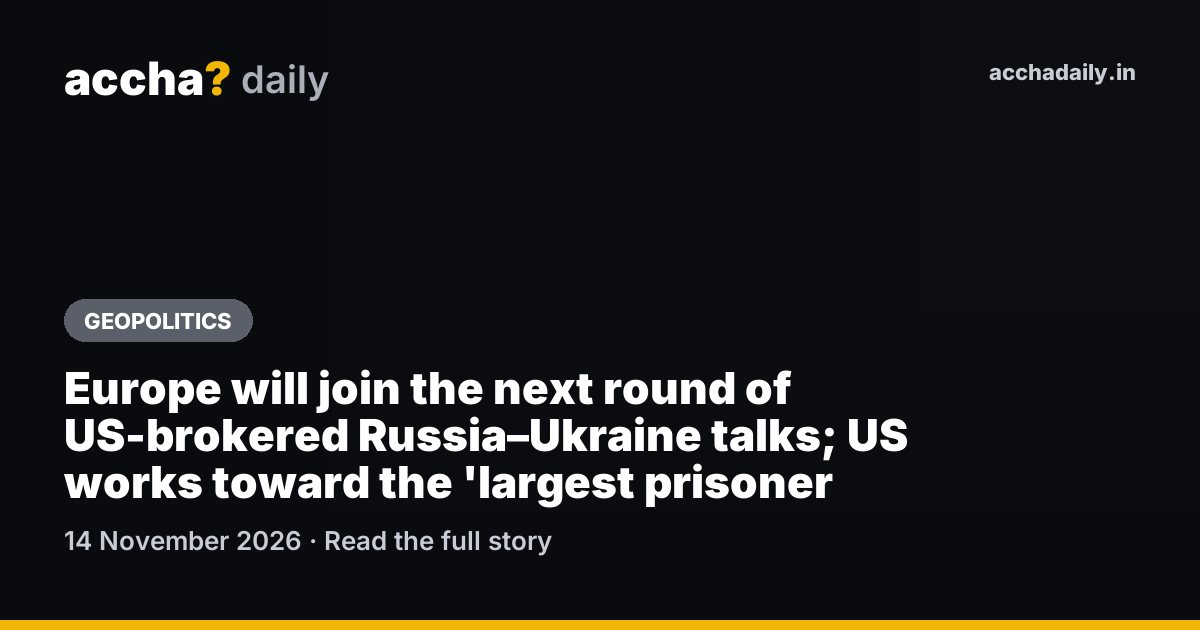 accha? daily
acchadaily.in
GEOPOLITICS
Europe will join the next round of
US-brokered Russia–Ukraine talks; US
works toward the 'largest prisoner
14 November 2026 · Read the full story